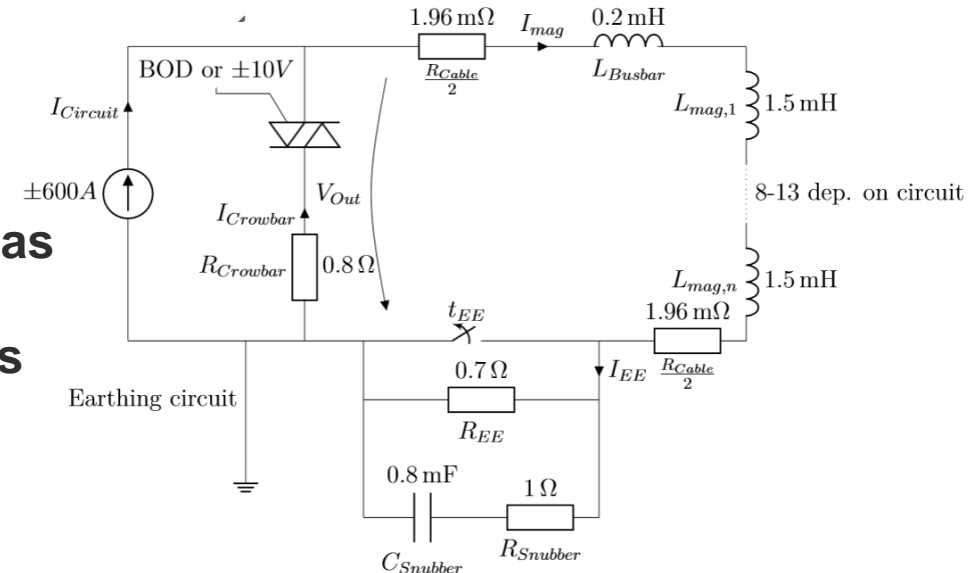 1.96 mΩ
I_mag
0.2 mH
BOD or ±10V
R_Cable/2
L_Busbar
I_Circuit
L_mag,1
1.5 mH
±600A
V_Out
8-13 dep. on circuit
I_Crowbar
as
R_Crowbar
0.8 Ω
L_mag,n
1.5 mH
t_EE
1.96 mΩ
s
0.7 Ω
I_EE
R_Cable/2
Earthing circuit
R_EE
0.8 mF
1 Ω
C_Snubber
R_Snubber